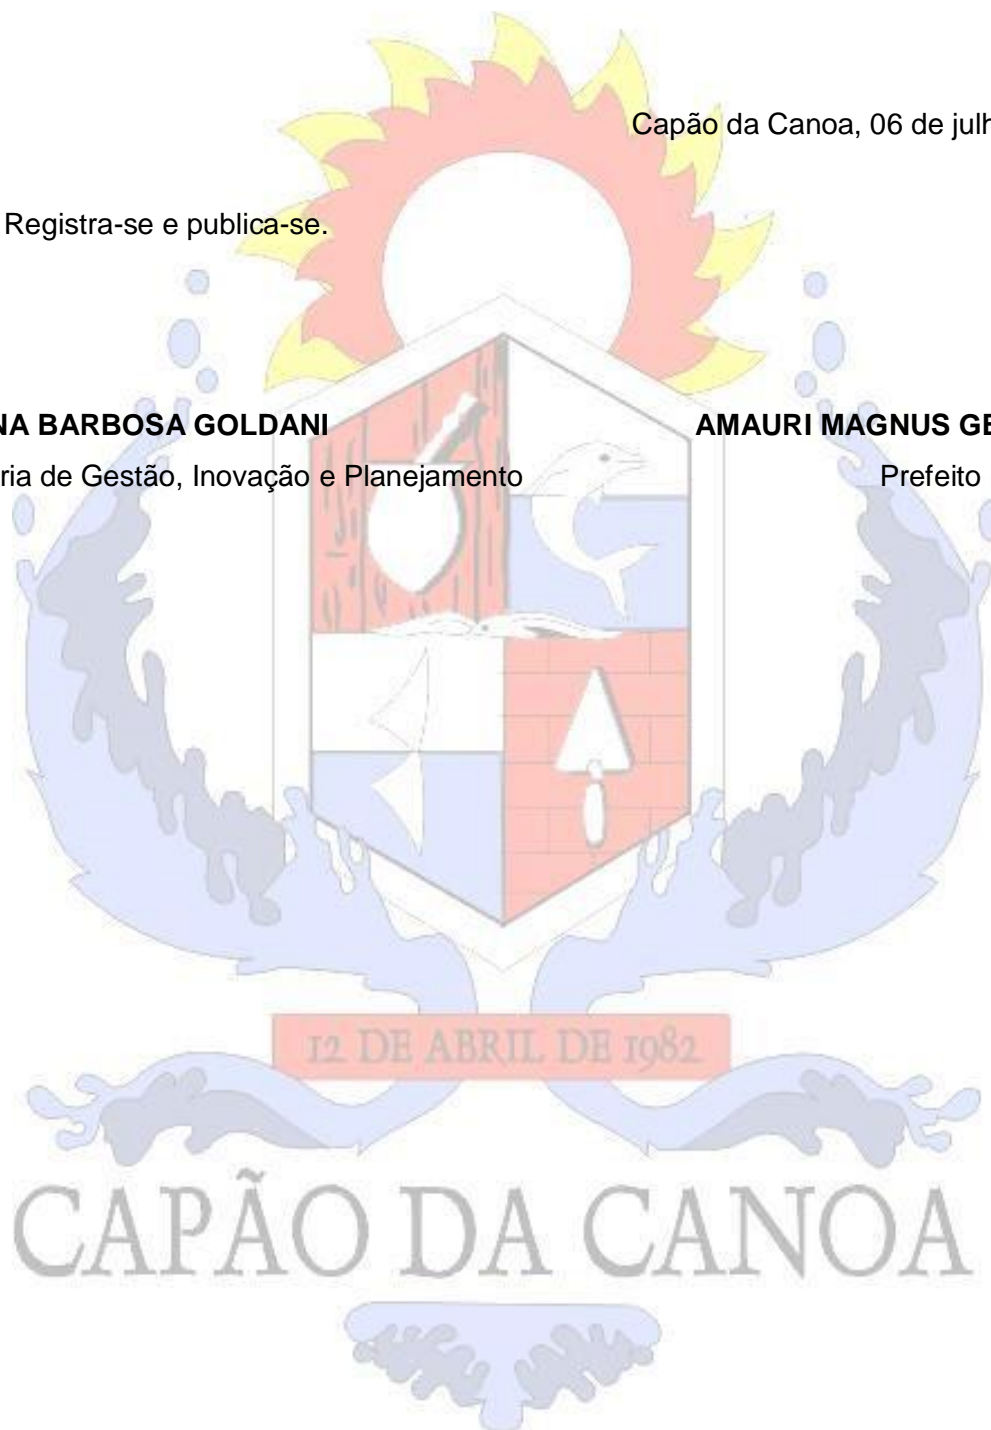 Capão da Canoa, 06 de julh
Registra-se e publica-se.
NA BARBOSA GOLDANI
AMAURI MAGNUS GE
ria de Gestão, Inovação e Planejamento
Prefeito
12 DE ABRIL DE 1982
CAPÃO DA CANOA